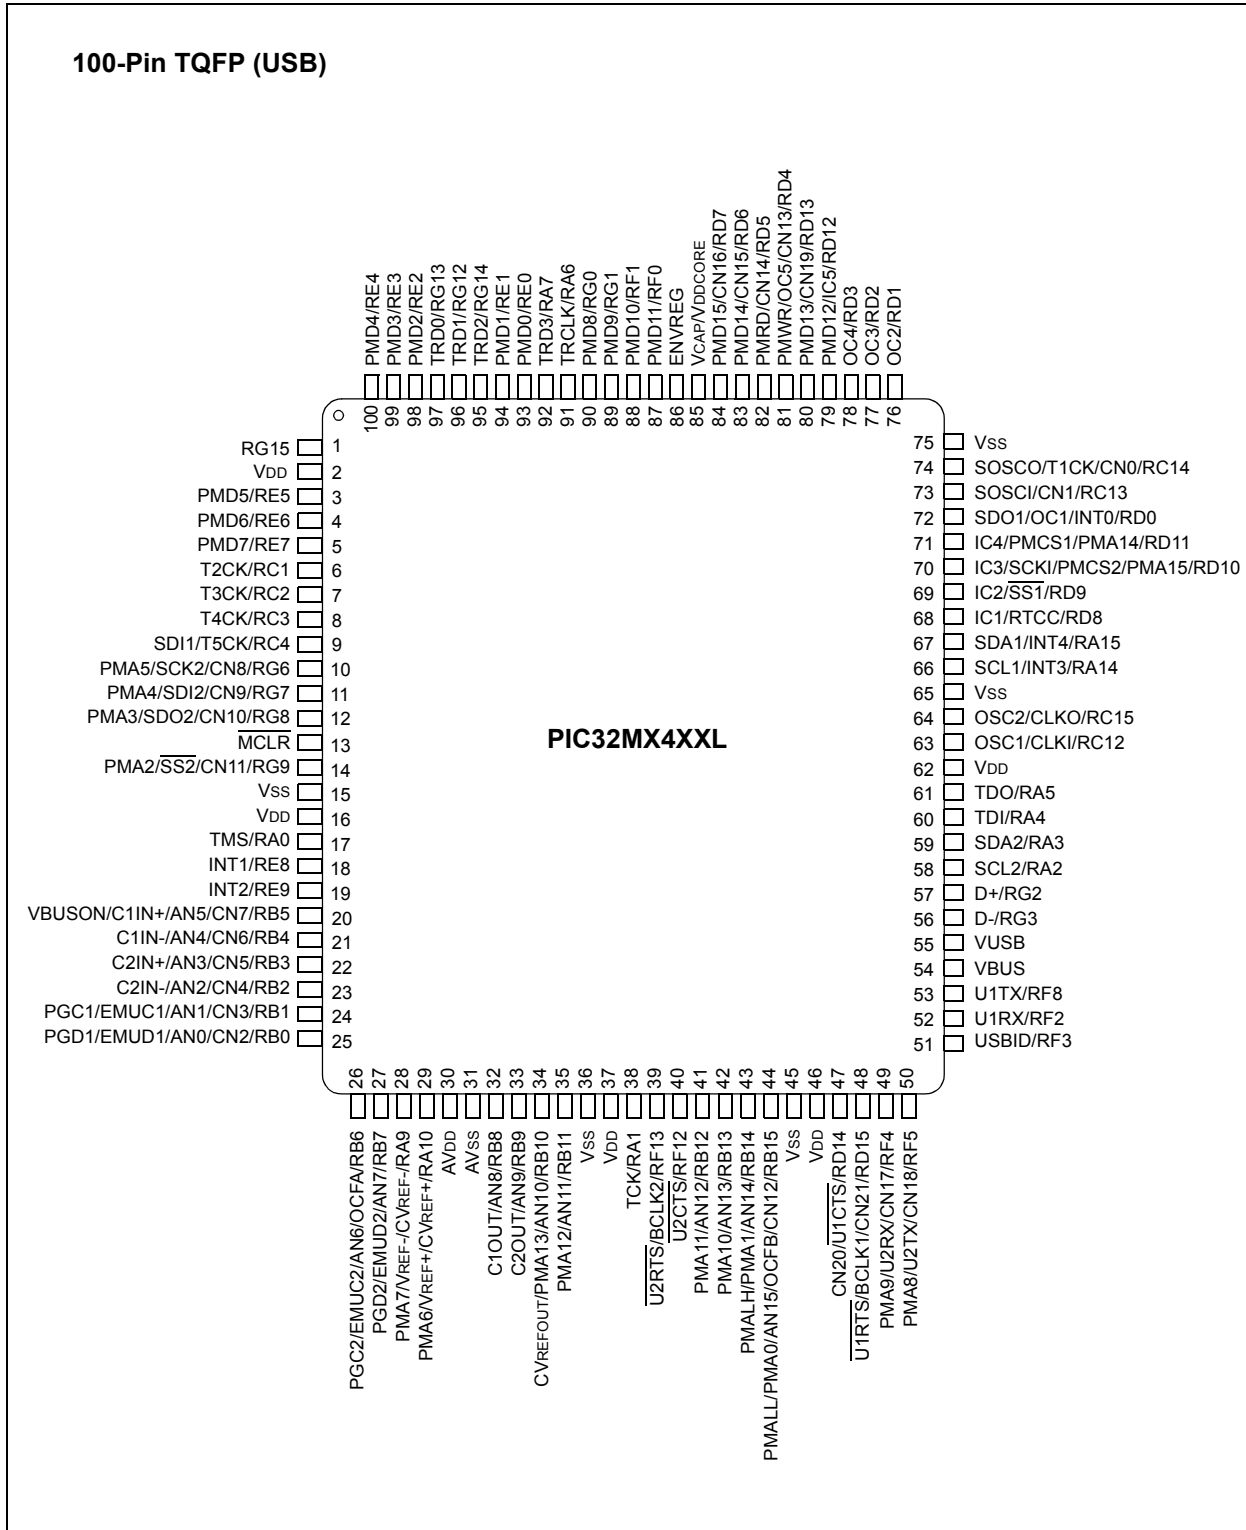 100-Pin TQFP (USB)
100 PMD4/RE4
99 PMD3/RE3
98 PMD2/RE2
97 TRD0/RG13
96 TRD1/RG12
95 TRD2/RG14
94 PMD1/RE1
93 PMD0/RE0
92 TRD3/RA7
91 TRCLK/RA6
90 PMD8/RG0
89 PMD9/RG1
88 PMD10/RF1
87 PMD11/RF0
86 ENVREG
85 VCAP/VDDCORE
84 PMD15/CN16/RD7
83 PMD14/CN15/RD6
82 PMRD/CN14/RD5
81 PMWR/OC5/CN13/RD4
80 PMD13/CN19/RD13
79 PMD12/IC5/RD12
78 OC4/RD3
77 OC3/RD2
76 OC2/RD1
RG15 1
VDD 2
PMD5/RE5 3
PMD6/RE6 4
PMD7/RE7 5
T2CK/RC1 6
T3CK/RC2 7
T4CK/RC3 8
SDI1/T5CK/RC4 9
PMA5/SCK2/CN8/RG6 10
PMA4/SDI2/CN9/RG7 11
PMA3/SDO2/CN10/RG8 12
MCLR 13
PMA2/SS2/CN11/RG9 14
VSS 15
VDD 16
TMS/RA0 17
INT1/RE8 18
INT2/RE9 19
VBUSON/C1IN+/AN5/CN7/RB5 20
C1IN-/AN4/CN6/RB4 21
C2IN+/AN3/CN5/RB3 22
C2IN-/AN2/CN4/RB2 23
PGC1/EMUC1/AN1/CN3/RB1 24
PGD1/EMUD1/AN0/CN2/RB0 25
PIC32MX4XXL
75 VSS
74 SOSCO/T1CK/CN0/RC14
73 SOSCI/CN1/RC13
72 SDO1/OC1/INT0/RD0
71 IC4/PMCS1/PMA14/RD11
70 IC3/SCKI/PMCS2/PMA15/RD10
69 IC2/SS1/RD9
68 IC1/RTCC/RD8
67 SDA1/INT4/RA15
66 SCL1/INT3/RA14
65 VSS
64 OSC2/CLKO/RC15
63 OSC1/CLKI/RC12
62 VDD
61 TDO/RA5
60 TDI/RA4
59 SDA2/RA3
58 SCL2/RA2
57 D+/RG2
56 D-/RG3
55 VUSB
54 VBUS
53 U1TX/RF8
52 U1RX/RF2
51 USBID/RF3
26 PGC2/EMUC2/AN6/OCFA/RB6
27 PGD2/EMUD2/AN7/RB7
28 PMA7/VREF-/CVREF-/RA9
29 PMA6/VREF+/CVREF+/RA10
30 AVDD
31 AVSS
32 C1OUT/AN8/RB8
33 C2OUT/AN9/RB9
34 CVREFOUT/PMA13/AN10/RB10
35 PMA12/AN11/RB11
36 VSS
37 VDD
38 TCK/RA1
39 U2RTS/BCLK2/RF13
40 U2CTS/RF12
41 PMA11/AN12/RB12
42 PMA10/AN13/RB13
43 PMALH/PMA1/AN14/RB14
44 PMALL/PMA0/AN15/OCFB/CN12/RB15
45 VSS
46 VDD
47 CN20/U1CTS/RD14
48 U1RTS/BCLK1/CN21/RD15
49 PMA9/U2RX/CN17/RF4
50 PMA8/U2TX/CN18/RF5